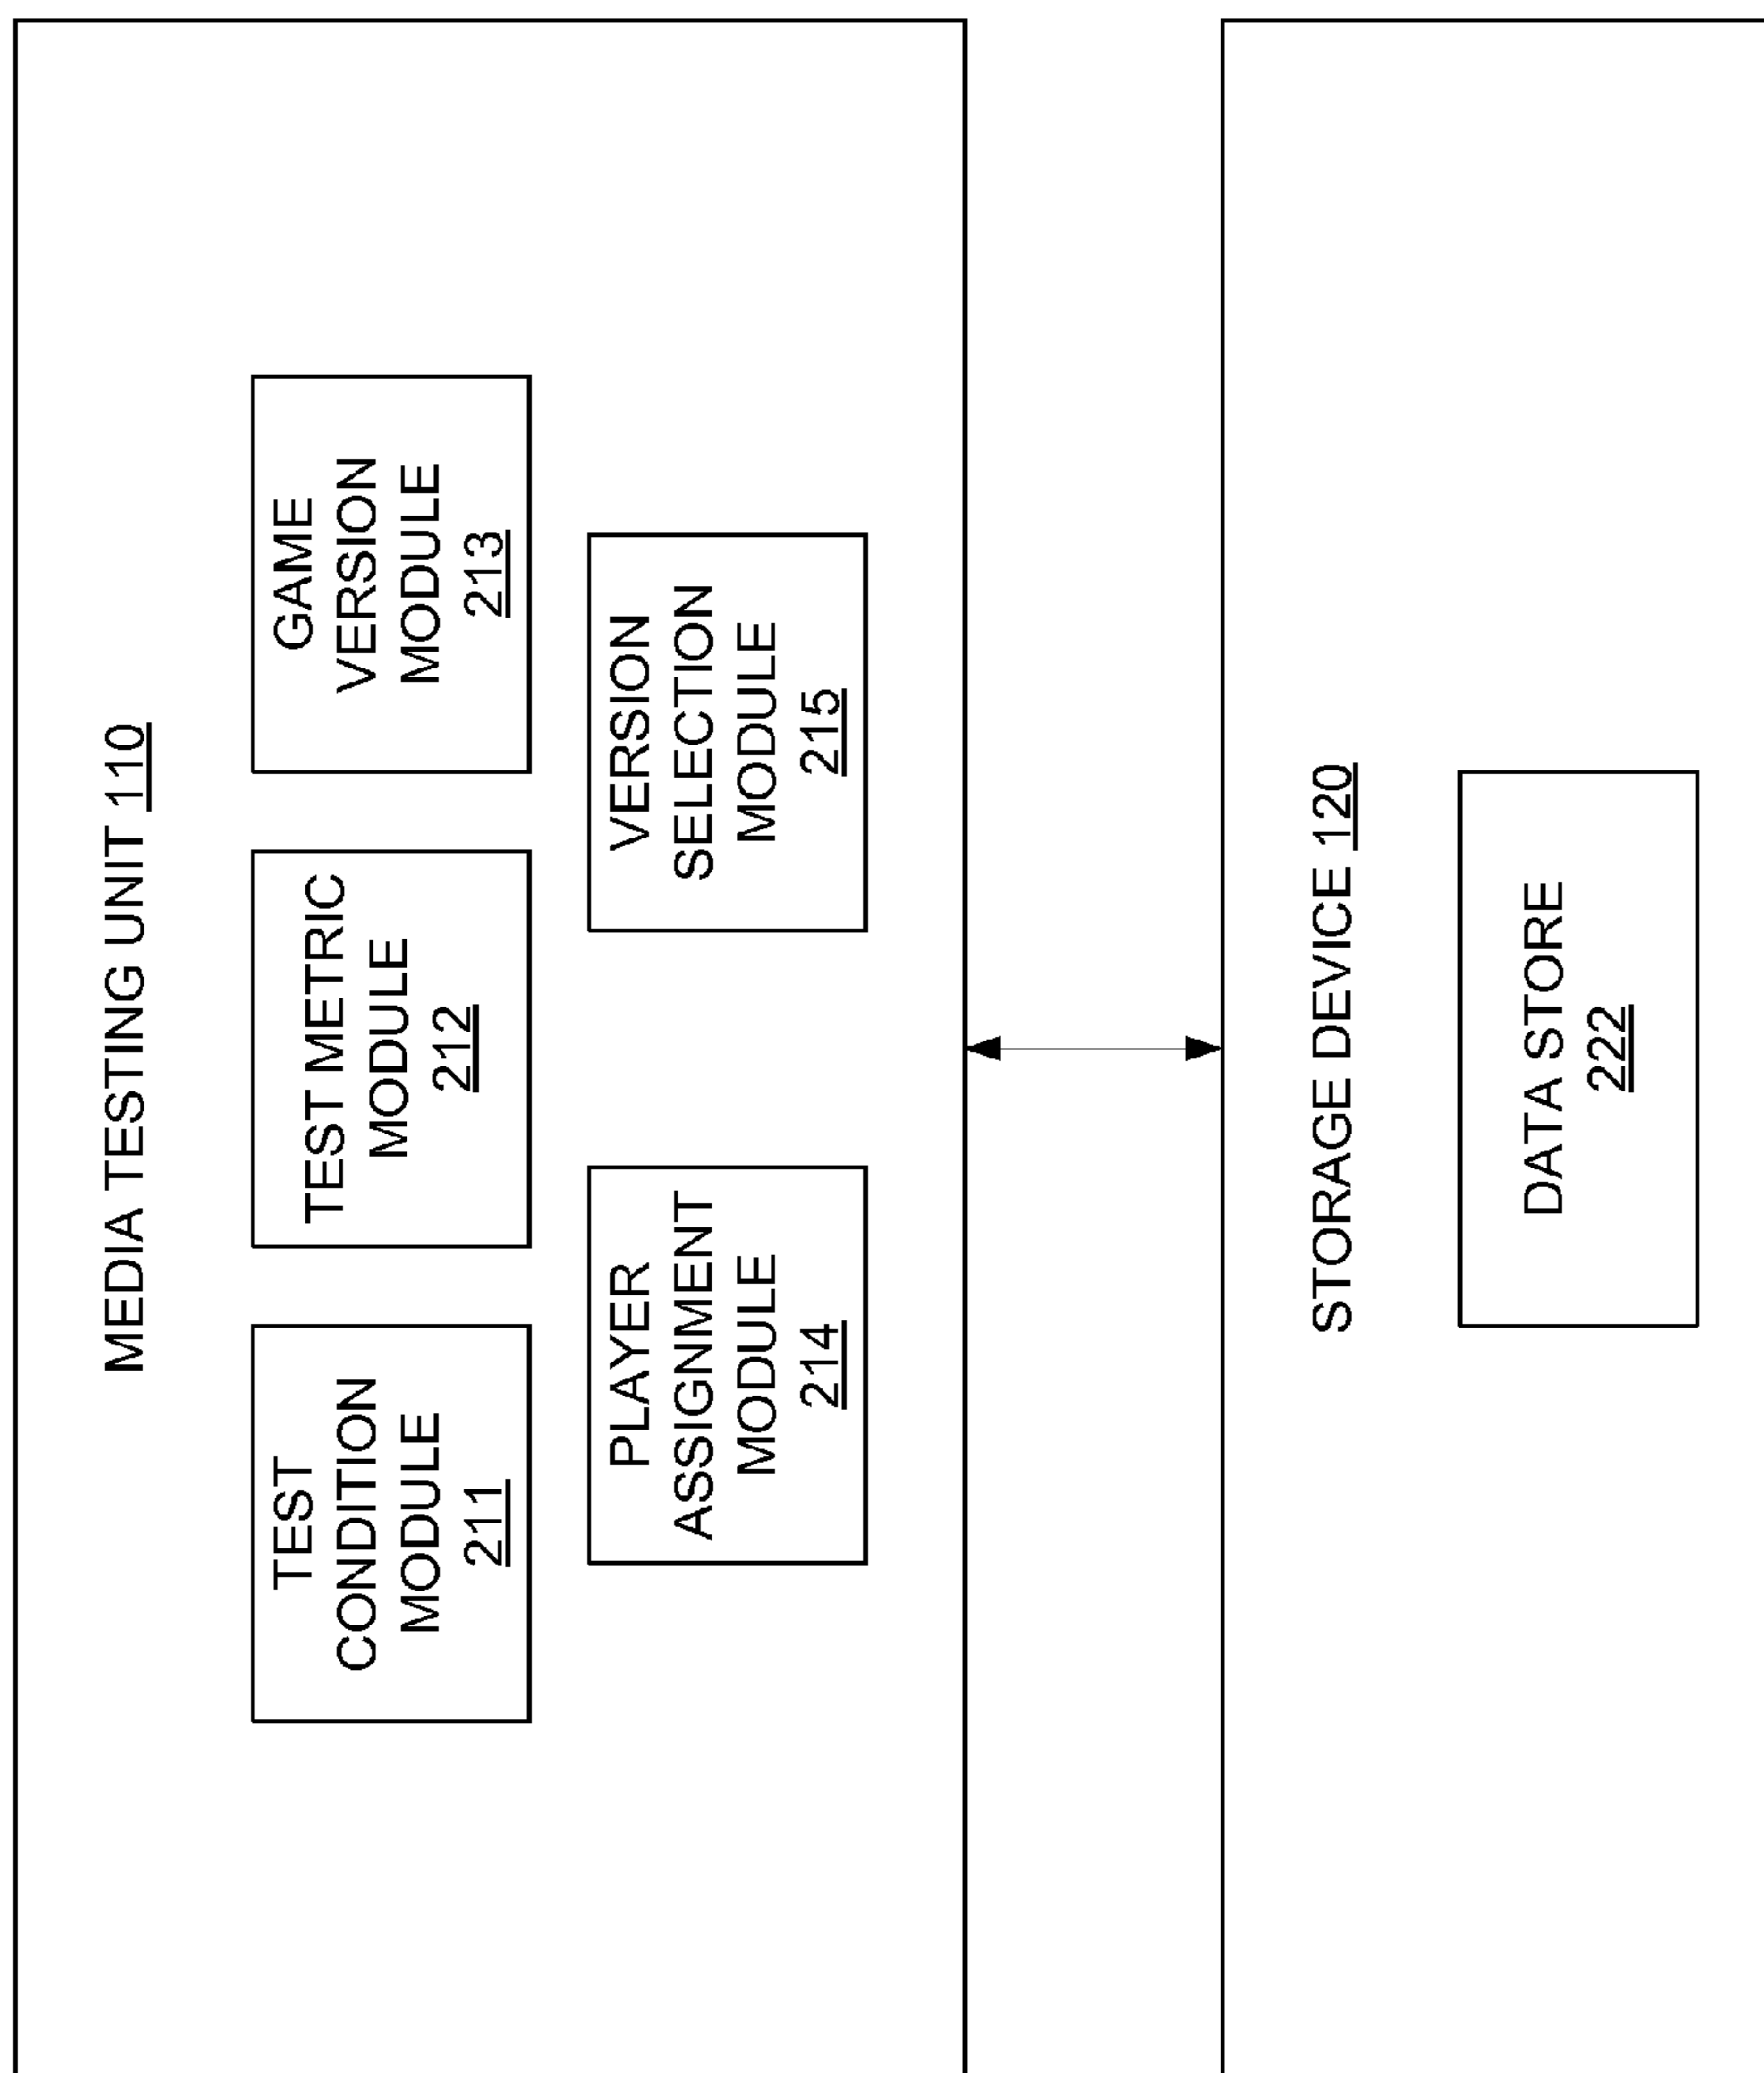 MEDIA TESTING UNIT 110
TEST
CONDITION
MODULE
211
TEST METRIC
MODULE
212
GAME
VERSION
MODULE
213
PLAYER
ASSIGNMENT
MODULE
214
VERSION
SELECTION
MODULE
215
STORAGE DEVICE 120
DATA STORE
222